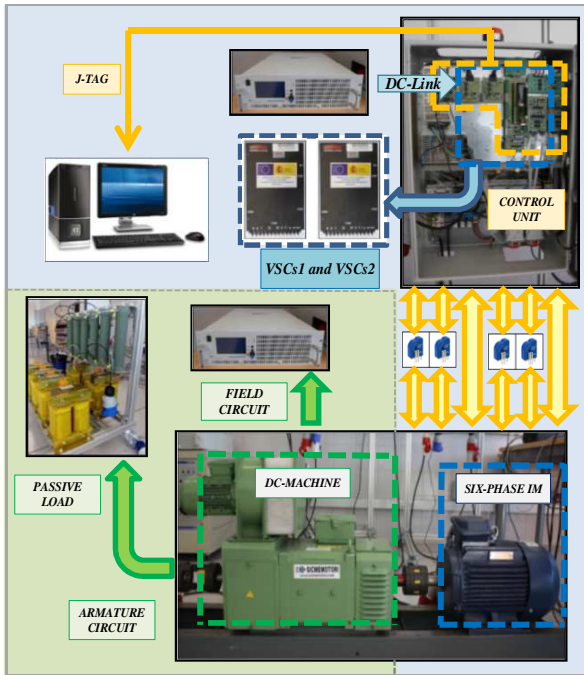 J-TAG
DC-Link
CONTROL
UNIT
VSCs1 and VSCs2
FIELD
CIRCUIT
PASSIVE
LOAD
DC-MACHINE
SIX-PHASE IM
ARMATURE
CIRCUIT